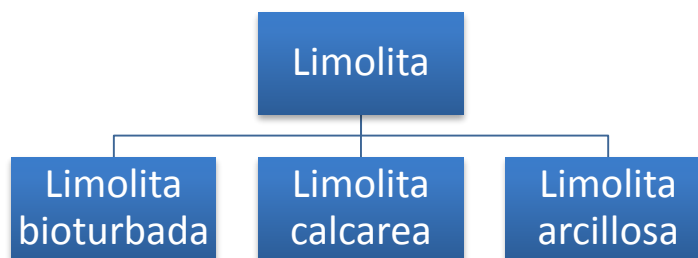 Limolita
Limolita
bioturbada
Limolita
calcarea
Limolita
arcillosa